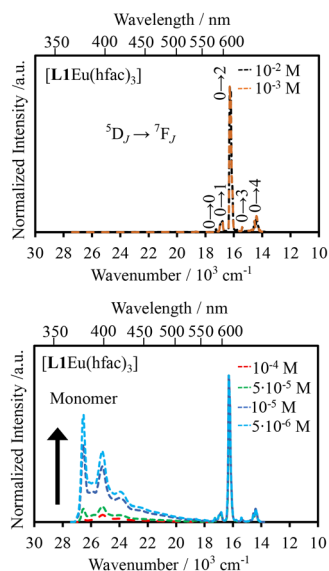 Wavelength / nm
350 400 450 500 550 600
[L1Eu(hfac)₃]
10⁻² M
10⁻³ M
⁵D_J → ⁷F_J
0→0
0→1
0→2
0→3
0→4
Normalized Intensity /a.u.
30 28 26 24 22 20 18 16 14 12 10
Wavenumber / 10³ cm⁻¹
Wavelength / nm
350 400 450 500 550 600
[L1Eu(hfac)₃]
Monomer
10⁻⁴ M
5·10⁻⁵ M
10⁻⁵ M
5·10⁻⁶ M
Normalized Intensity /a.u.
30 28 26 24 22 20 18 16 14 12 10
Wavenumber / 10³ cm⁻¹